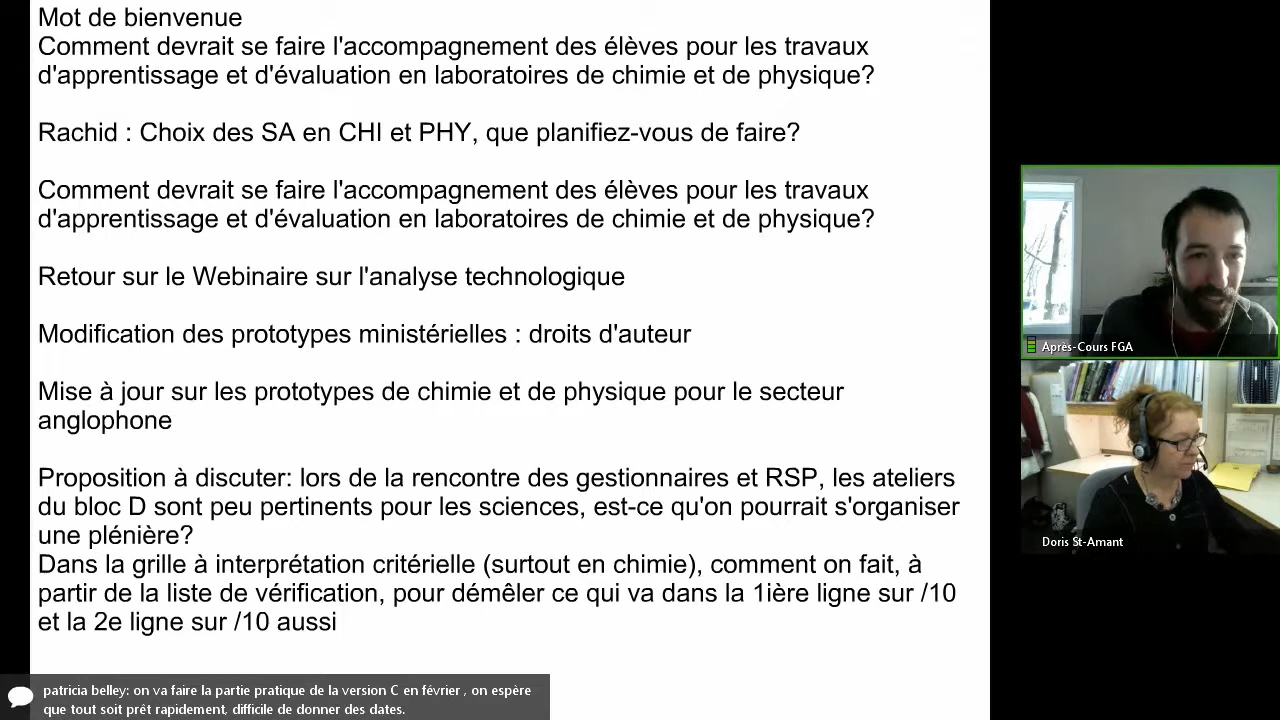 Mot de bienvenue
Comment devrait se faire l'accompagnement des élèves pour les travaux
d'apprentissage et d'évaluation en laboratoires de chimie et de physique?
Rachid : Choix des SA en CHI et PHY, que planifiez-vous de faire?
Comment devrait se faire l'accompagnement des élèves pour les travaux
d'apprentissage et d'évaluation en laboratoires de chimie et de physique?
Retour sur le Webinaire sur l'analyse technologique
Modification des prototypes ministérielles : droits d'auteur
Mise à jour sur les prototypes de chimie et de physique pour le secteur
anglophone
Proposition à discuter: lors de la rencontre des gestionnaires et RSP, les ateliers
du bloc D sont peu pertinents pour les sciences, est-ce qu'on pourrait s'organiser
une plénière?
Dans la grille à interprétation critérielle (surtout en chimie), comment on fait, à
partir de la liste de vérification, pour démêler ce qui va dans la 1ière ligne sur /10
et la 2e ligne sur /10 aussi
Après-Cours FGA
Doris St-Amant
patricia belley: on va faire la partie pratique de la version C en février , on espère
que tout soit prêt rapidement, difficile de donner des dates.